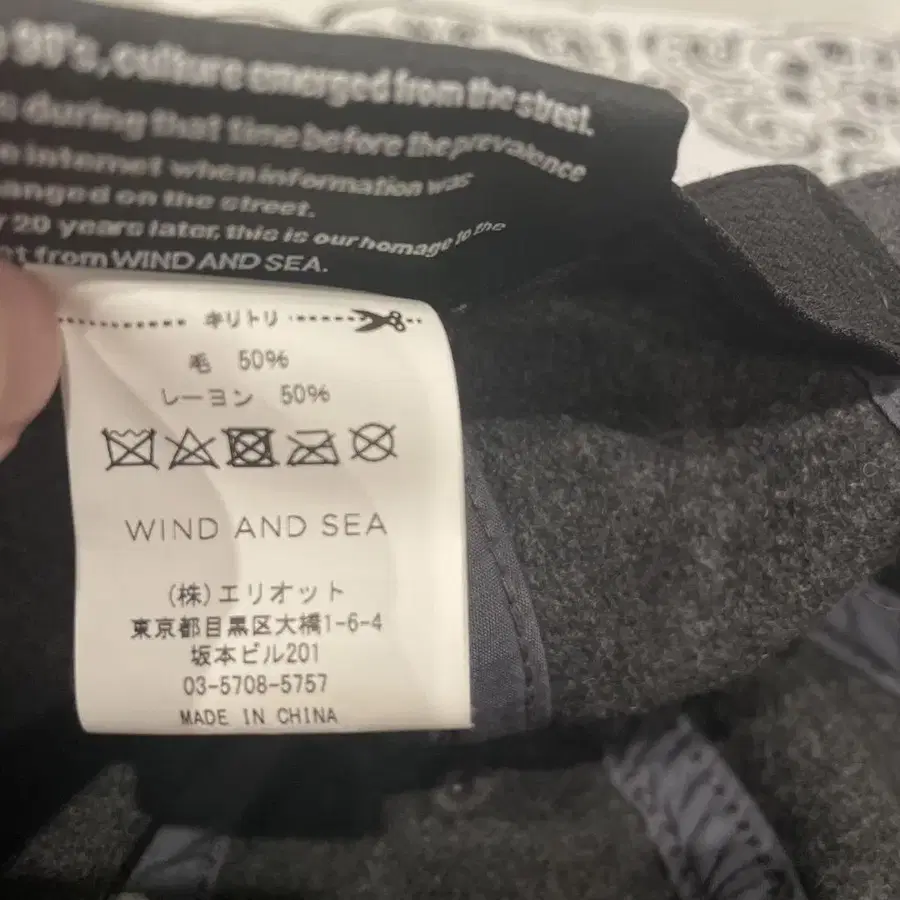 90's, culture emerged from the street.
during that time before the prevalence
internet when information was
anged on the street.
20 years later, this is our homage to the
from WIND AND SEA.
キリトリ
毛 50%
レーヨン 50%
WIND AND SEA
(株)エリオット
東京都目黒区大橋1-6-4
坂本ビル201
03-5708-5757
MADE IN CHINA